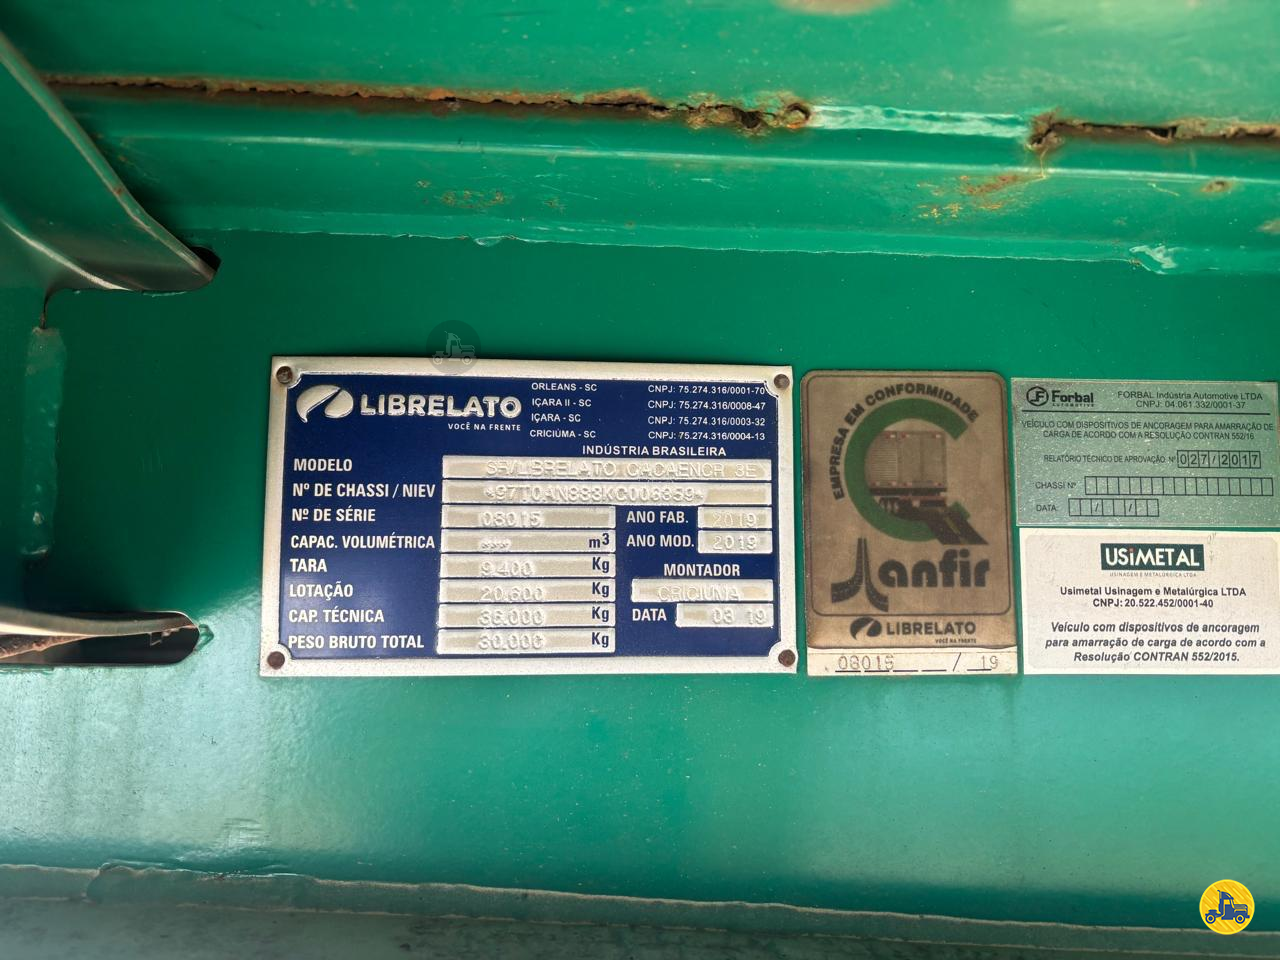 LIBRELATO
VOCÊ NA FRENTE
ORLEANS - SC CNPJ: 75.274.316/0001-70
IÇARA II - SC CNPJ: 75.274.316/0008-47
IÇARA - SC CNPJ: 75.274.316/0003-32
CRICIÚMA - SC CNPJ: 75.274.316/0004-13
INDÚSTRIA BRASILEIRA
MODELO SR/LIBRELATO CACAENCR 3E
Nº DE CHASSI / NIEV
Nº DE SÉRIE 08015 ANO FAB. 2019
CAPAC. VOLUMÉTRICA *** m³ ANO MOD. 2019
TARA 9.400 Kg MONTADOR
LOTAÇÃO 20.600 Kg CRICIUMA
CAP. TÉCNICA Kg DATA 03 19
PESO BRUTO TOTAL 30.000 Kg
EMPRESA EM CONFORMIDADE
anfir
LIBRELATO
VOCÊ NA FRENTE
08015 / 19
Forbal
AUTOMOTIVE
FORBAL Indústria Automotive LTDA
CNPJ: 04.061.332/0001-37
VEÍCULO COM DISPOSITIVOS DE ANCORAGEM PARA AMARRAÇÃO DE
CARGA DE ACORDO COM A RESOLUÇÃO CONTRAN 552/16
RELATÓRIO TÉCNICO DE APROVAÇÃO Nº 027/2017
CHASSI Nº
DATA / /
USIMETAL
USINAGEM E METALÚRGICA LTDA
Usimetal Usinagem e Metalúrgica LTDA
CNPJ: 20.522.452/0001-40
Veículo com dispositivos de ancoragem
para amarração de carga de acordo com a
Resolução CONTRAN 552/2015.